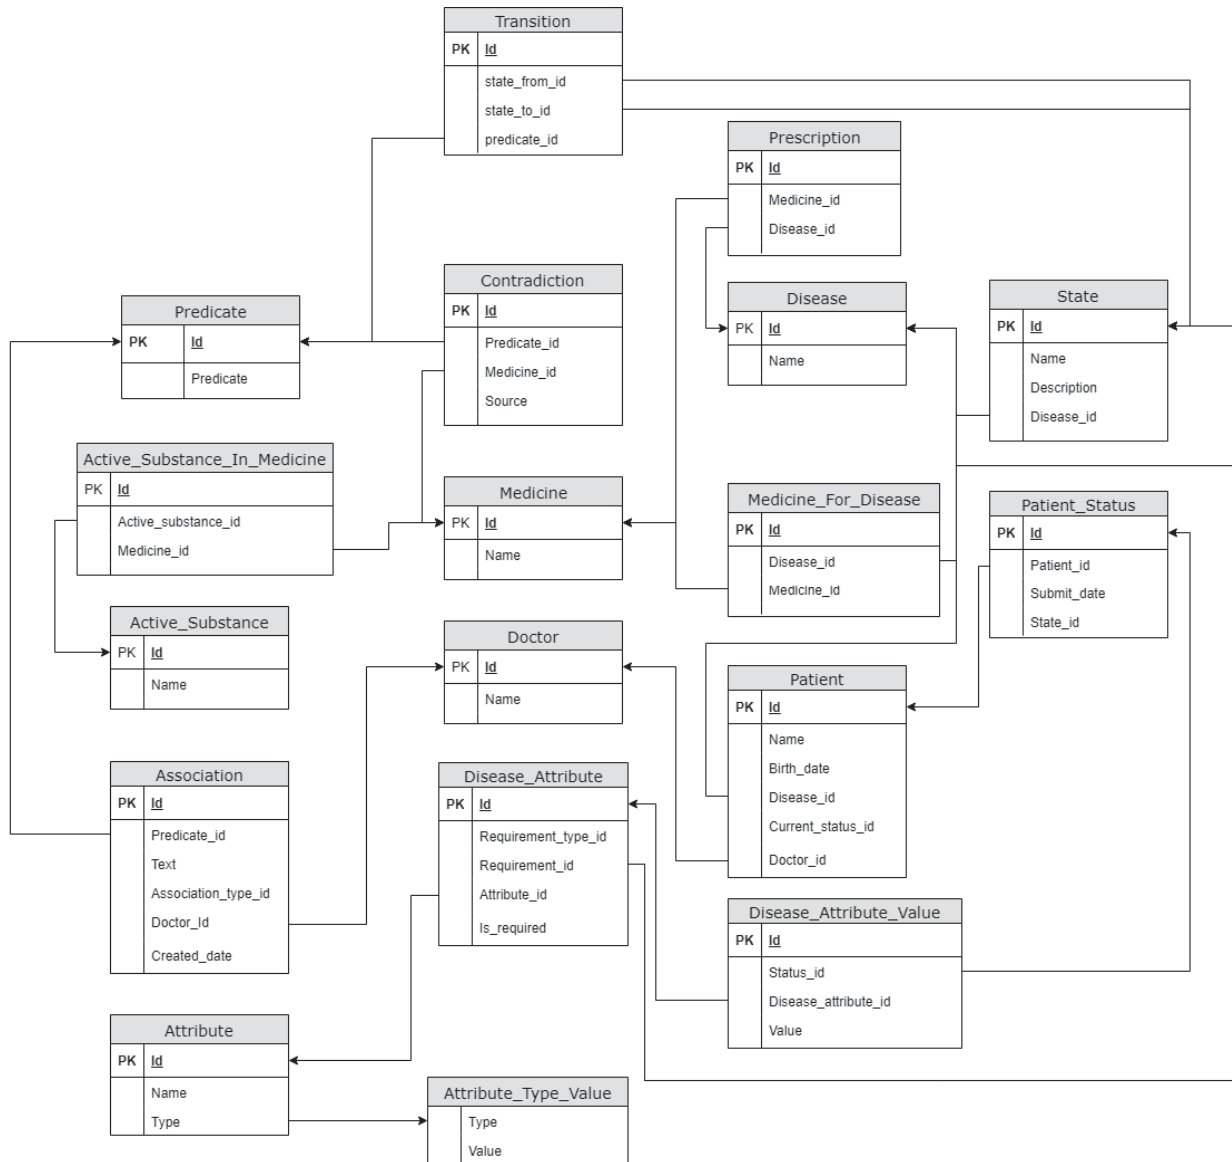 Transition
PK Id
state_from_id
state_to_id
predicate_id
Prescription
PK Id
Medicine_id
Disease_id
Contradiction
PK Id
Predicate_id
Medicine_id
Source
Disease
PK Id
Name
State
PK Id
Name
Description
Disease_id
Predicate
PK Id
Predicate
Active_Substance_In_Medicine
PK Id
Active_substance_id
Medicine_id
Medicine
PK Id
Name
Medicine_For_Disease
PK Id
Disease_id
Medicine_Id
Patient_Status
PK Id
Patient_id
Submit_date
State_id
Active_Substance
PK Id
Name
Doctor
PK Id
Name
Patient
PK Id
Name
Birth_date
Disease_id
Current_status_id
Doctor_id
Association
PK Id
Predicate_id
Text
Association_type_id
Doctor_Id
Created_date
Disease_Attribute
PK Id
Requirement_type_id
Requirement_id
Attribute_id
Is_required
Disease_Attribute_Value
PK Id
Status_id
Disease_attribute_id
Value
Attribute
PK Id
Name
Type
Attribute_Type_Value
Type
Value